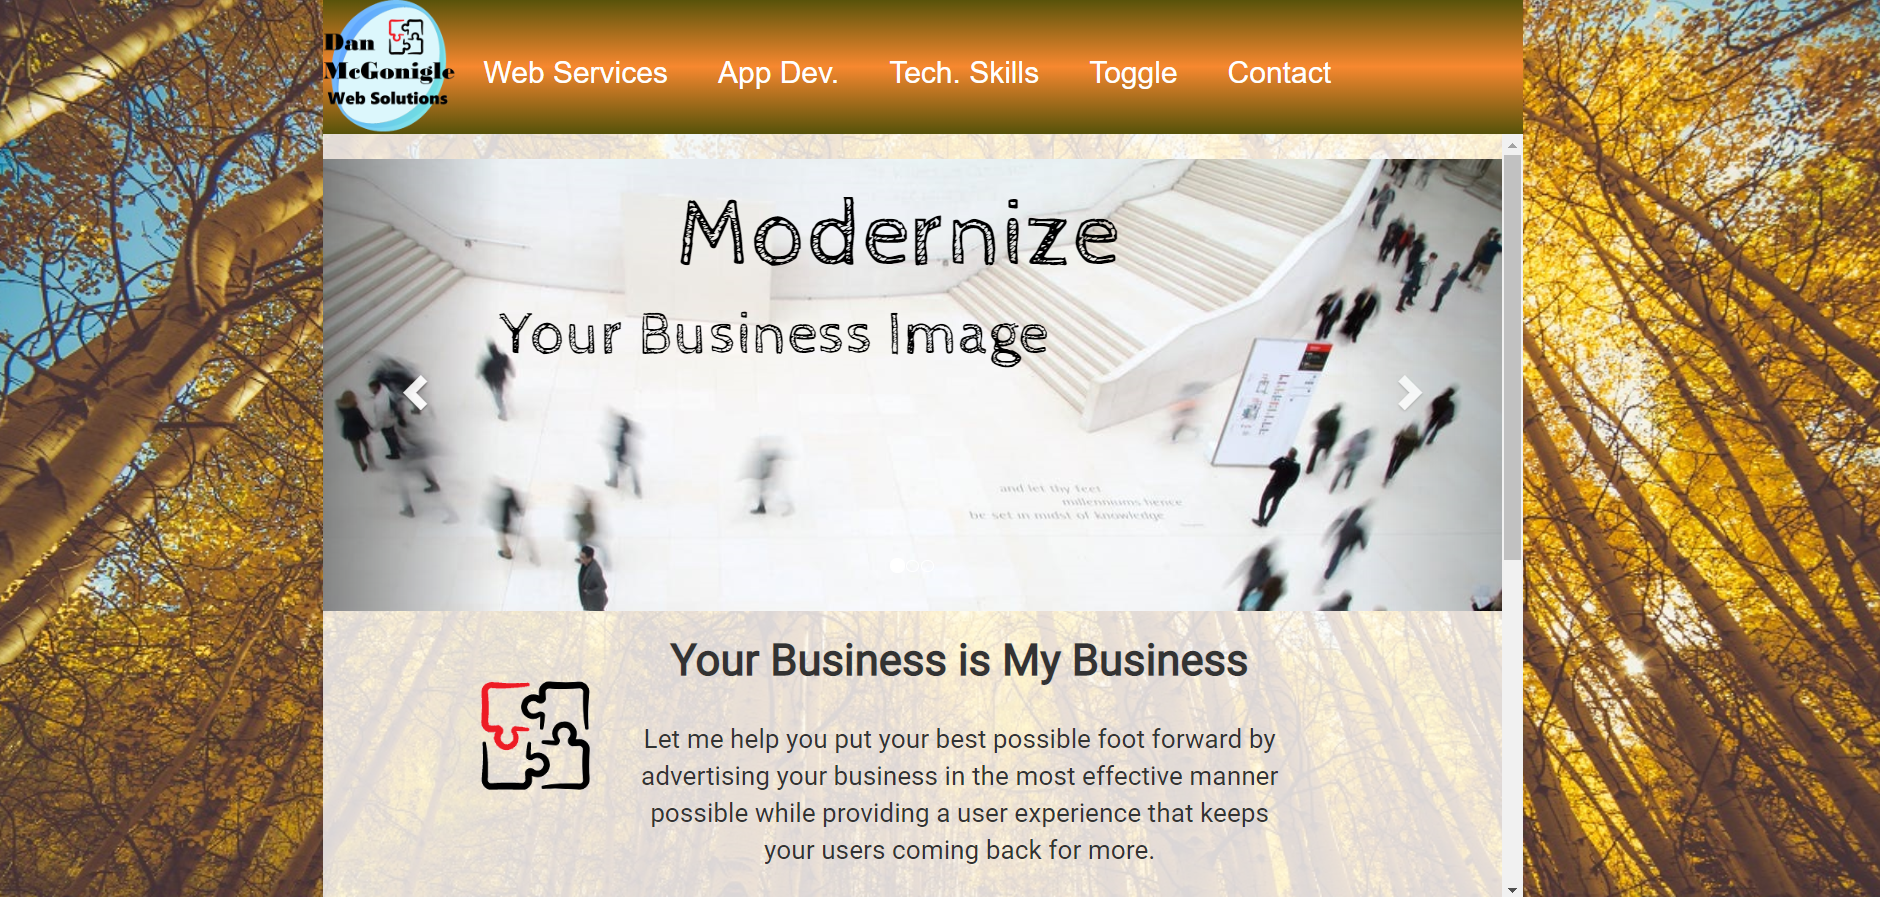 Dan
McGonigle
Web Solutions
Web Services App Dev. Tech. Skills Toggle Contact
Modernize
Your Business Image
and let thy feet
millenniums hence
be set in midst of knowledge
Your Business is My Business
Let me help you put your best possible foot forward by
advertising your business in the most effective manner
possible while providing a user experience that keeps
your users coming back for more.